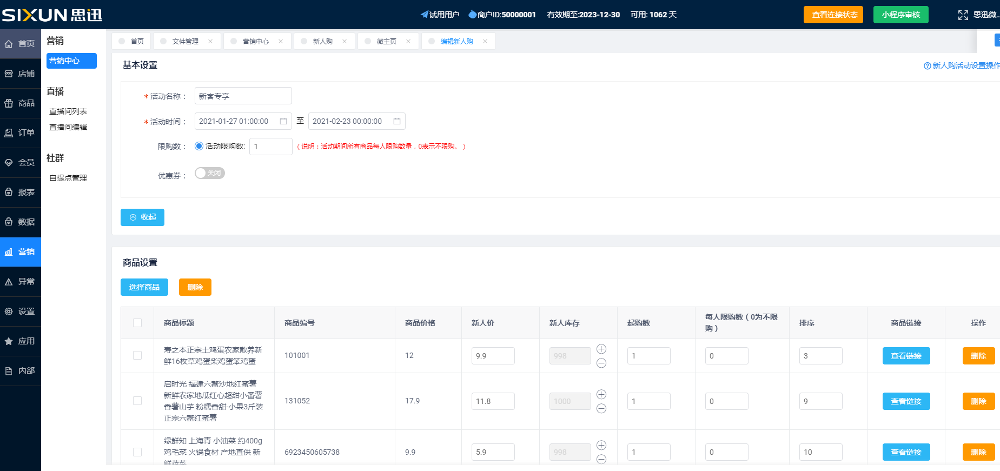 SIXUN思迅
试用用户 商户ID:50000001 有效期至:2023-12-30 可用: 1062 天 查看连接状态 小程序审核 思迅微...
首页
店铺
商品
订单
会员
报表
数据
营销
异常
设置
应用
内部
营销
营销中心
直播
直播间列表
直播间编辑
社群
自提点管理
首页 文件管理 营销中心 新人购 微主页 编辑新人购
基本设置
新人购活动设置操作
* 活动名称： 新客专享
* 活动时间： 2021-01-27 01:00:00 至 2021-02-23 00:00:00
限购数： 活动限购数: 1 （说明：活动期间所有商品每人限购数量，0表示不限购。）
优惠券： 关闭
收起
商品设置
选择商品 删除
商品标题 商品编号 商品价格 新人价 新人库存 起购数 每人限购数（0为不限购） 排序 商品链接 操作
寿之本正宗土鸡蛋农家散养新
鲜16枚草鸡蛋柴鸡蛋笨鸡蛋
101001 12 9.9 998 1 0 3 查看链接 删除
启时光 福建六鳌沙地红蜜薯
新鲜农家地瓜红心超甜小番薯
香薯山芋 粉糯香甜-小果3斤装
正宗六鳌红蜜薯
131052 17.9 11.8 1000 1 0 9 查看链接 删除
绿鲜知 上海青 小油菜 约400g
鸡毛菜 火锅食材 产地直供 新
鲜蔬菜
6923450605738 9.9 5.9 998 1 0 10 查看链接 删除